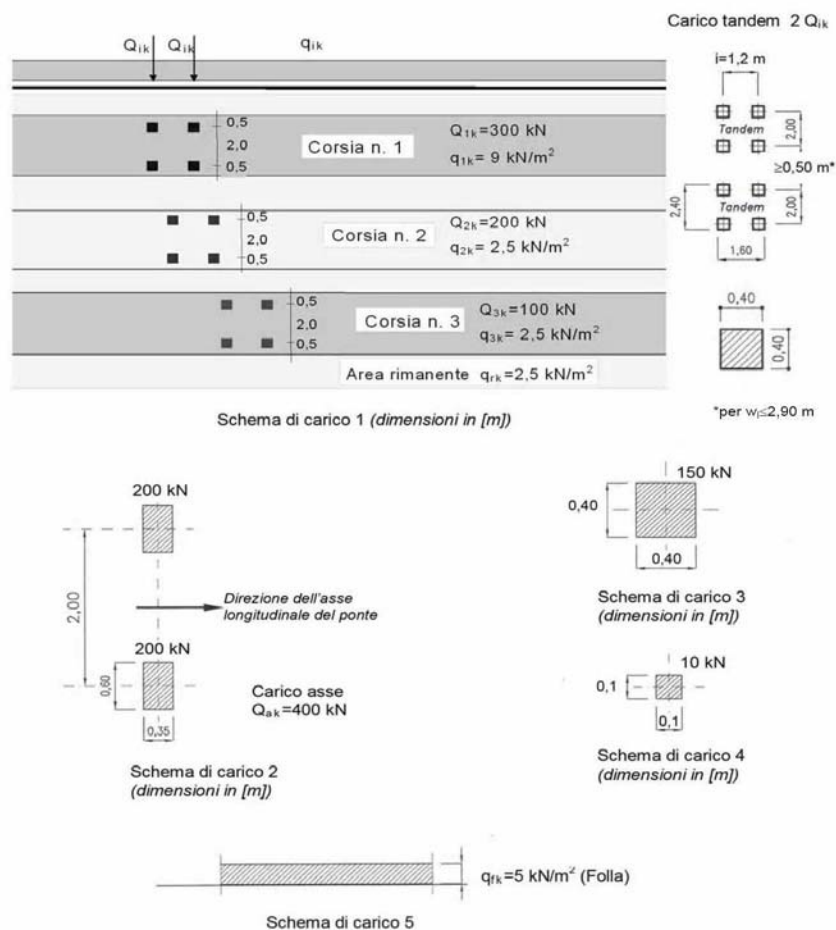 Carico tandem 2 Qik
Qik Qik qik
i=1,2 m
0,5
2,0
0,5
Corsia n. 1
Q1k=300 kN
q1k= 9 kN/m²
Tandem
2,00
≥0,50 m*
0,5
2,0
0,5
Corsia n. 2
Q2k=200 kN
q2k= 2,5 kN/m²
2,40
Tandem
2,00
1,60
0,5
2,0
0,5
Corsia n. 3
Q3k=100 kN
q3k= 2,5 kN/m²
0,40
0,40
Area rimanente qrk=2,5 kN/m²
*per wl≤2,90 m
Schema di carico 1 (dimensioni in [m])
200 kN
2,00
Direzione dell'asse
longitudinale del ponte
200 kN
0,60
0,35
Carico asse
Qak=400 kN
Schema di carico 2
(dimensioni in [m])
150 kN
0,40
0,40
Schema di carico 3
(dimensioni in [m])
10 kN
0,1
0,1
Schema di carico 4
(dimensioni in [m])
qfk=5 kN/m² (Folla)
Schema di carico 5